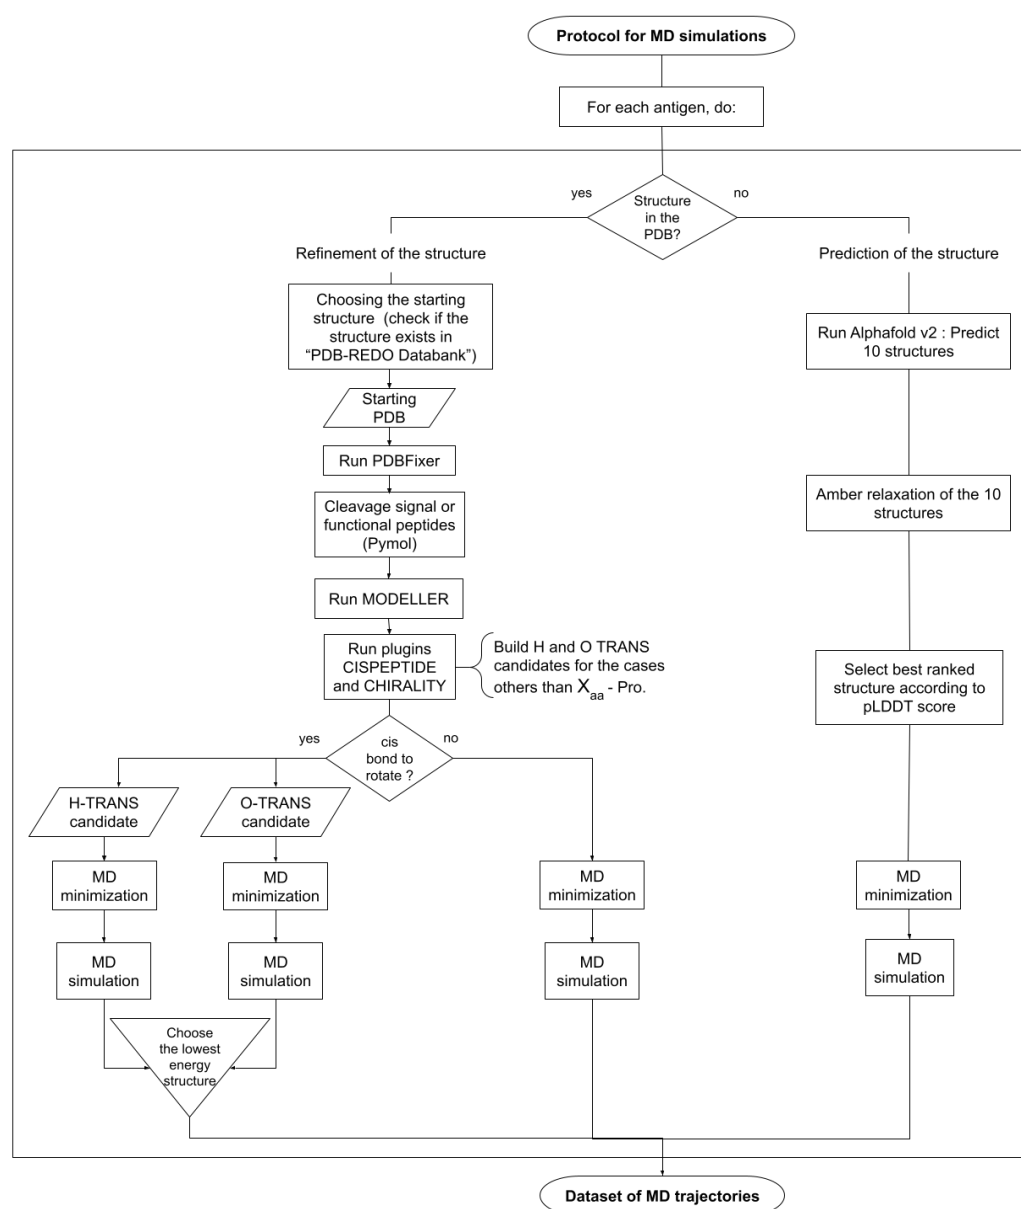 Protocol for MD simulations
For each antigen, do:
yes
no
Structure
in the
PDB?
Refinement of the structure
Prediction of the structure
Choosing the starting
structure (check if the
structure exists in
“PDB-REDO Databank”)
Run Alphafold v2 : Predict
10 structures
Starting
PDB
Run PDBFixer
Cleavage signal or
functional peptides
(Pymol)
Amber relaxation of the 10
structures
Run MODELLER
Run plugins
CISPEPTIDE
and CHIRALITY
Build H and O TRANS
candidates for the cases
others than Xaa - Pro.
Select best ranked
structure according to
pLDDT score
yes
no
cis
bond to
rotate ?
H-TRANS
candidate
O-TRANS
candidate
MD
minimization
MD
minimization
MD
minimization
MD
minimization
MD
simulation
MD
simulation
MD
simulation
MD
simulation
Choose
the lowest
energy
structure
Dataset of MD trajectories